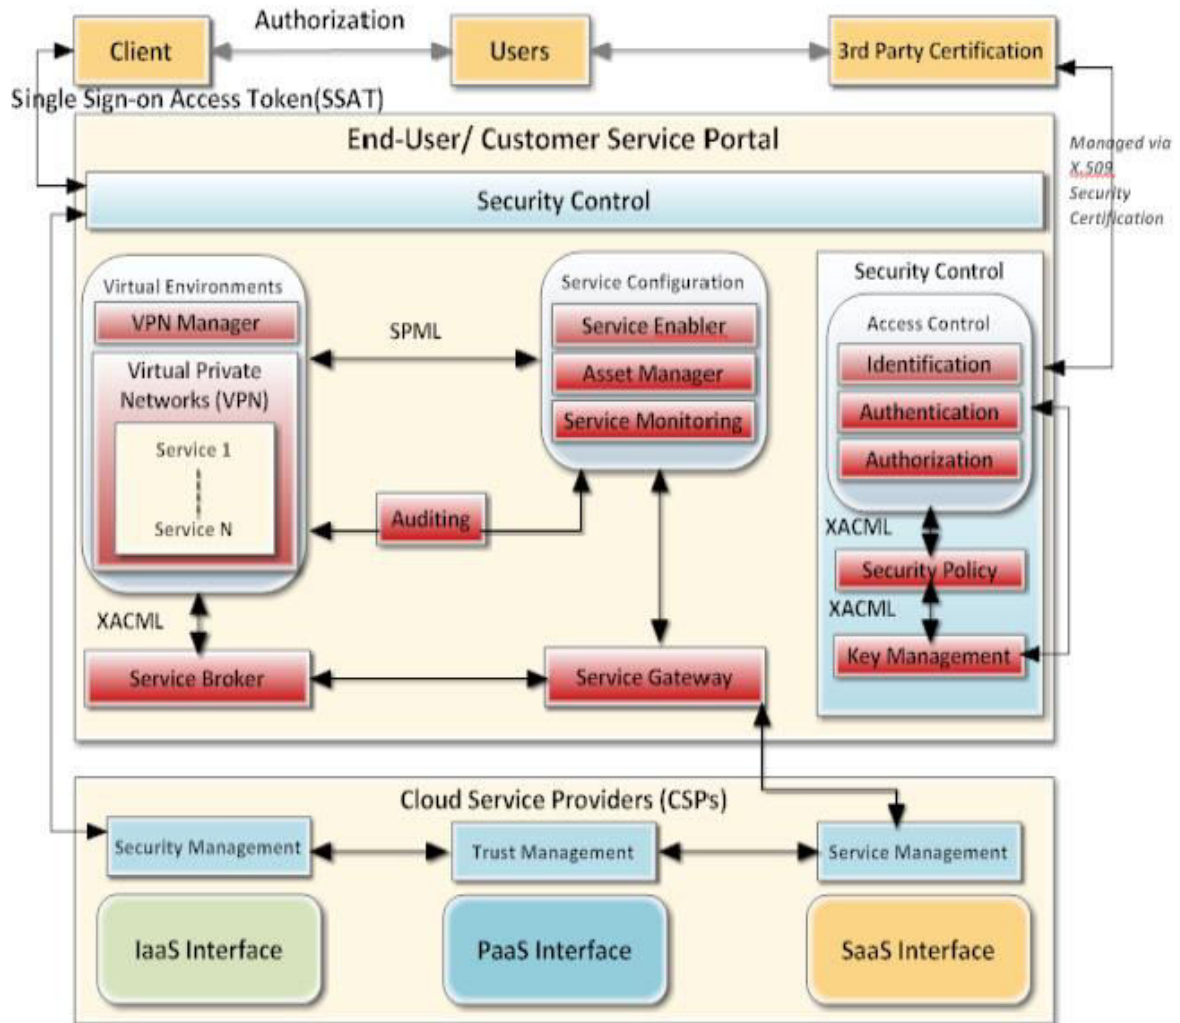 Authorization
Client
Users
3rd Party Certification
Single Sign-on Access Token(SSAT)
End-User/ Customer Service Portal
Managed via
X.509
Security
Certification
Security Control
Virtual Environments
VPN Manager
Virtual Private
Networks (VPN)
Service 1
Service N
SPML
Service Configuration
Service Enabler
Asset Manager
Service Monitoring
Auditing
Security Control
Access Control
Identification
Authentication
Authorization
XACML
Security Policy
XACML
Key Management
XACML
Service Broker
Service Gateway
Cloud Service Providers (CSPs)
Security Management
Trust Management
Service Management
IaaS Interface
PaaS Interface
SaaS Interface